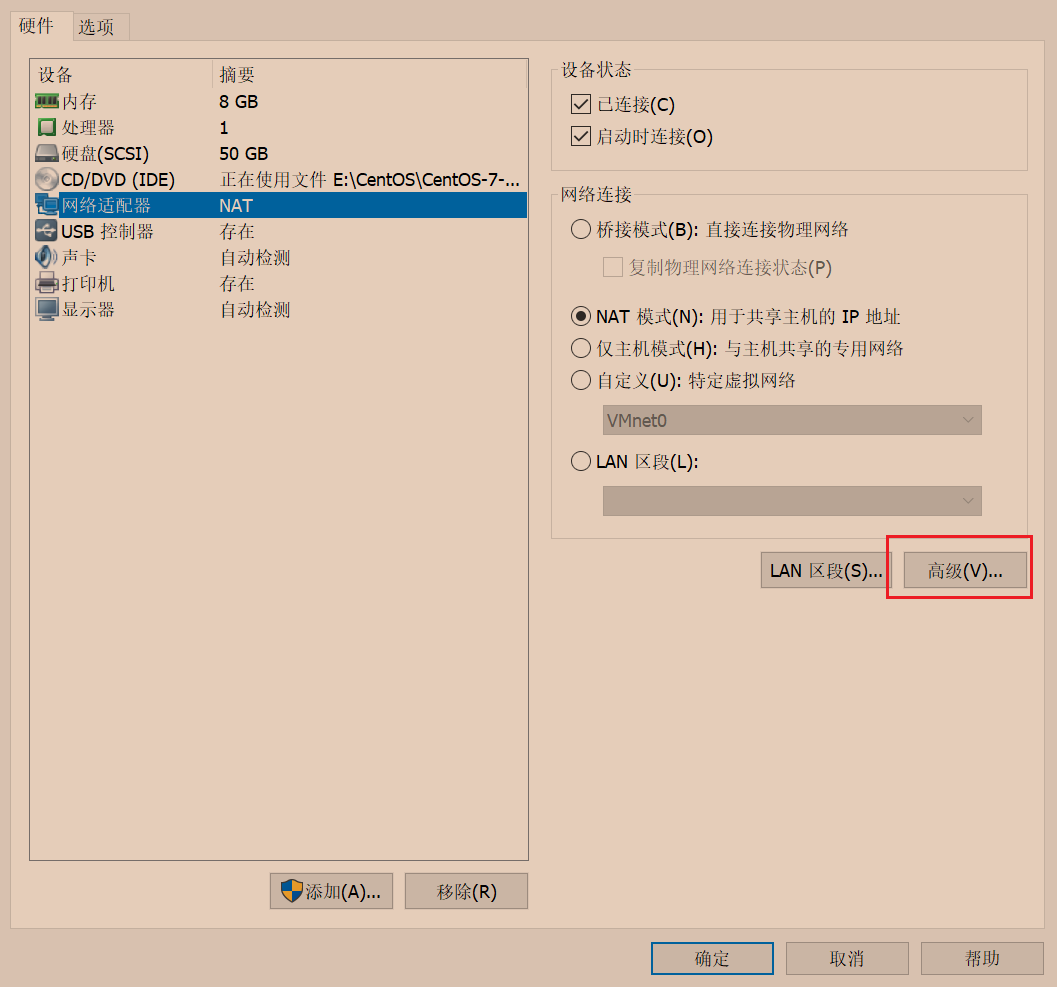 硬件 选项
设备 摘要
内存 8 GB
处理器 1
硬盘(SCSI) 50 GB
CD/DVD (IDE) 正在使用文件 E:\CentOS\CentOS-7-...
网络适配器 NAT
USB 控制器 存在
声卡 自动检测
打印机 存在
显示器 自动检测
添加(A)... 移除(R)
设备状态
已连接(C)
启动时连接(O)
网络连接
桥接模式(B): 直接连接物理网络
复制物理网络连接状态(P)
NAT 模式(N): 用于共享主机的 IP 地址
仅主机模式(H): 与主机共享的专用网络
自定义(U): 特定虚拟网络
VMnet0
LAN 区段(L):
LAN 区段(S)... 高级(V)...
确定 取消 帮助